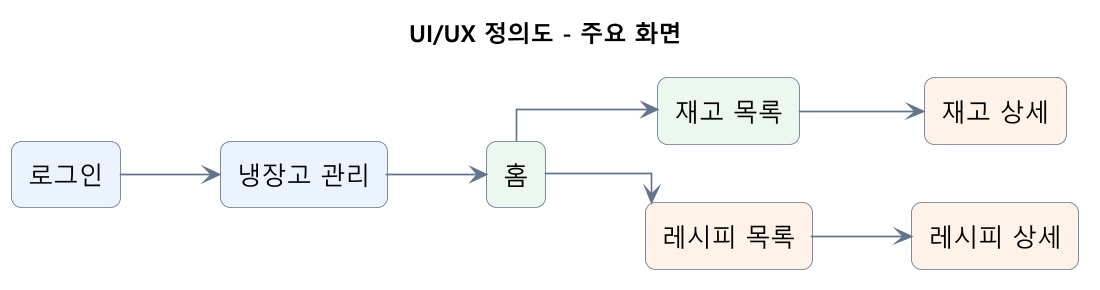 UI/UX 정의도 - 주요 화면
로그인
냉장고 관리
홈
재고 목록
재고 상세
레시피 목록
레시피 상세